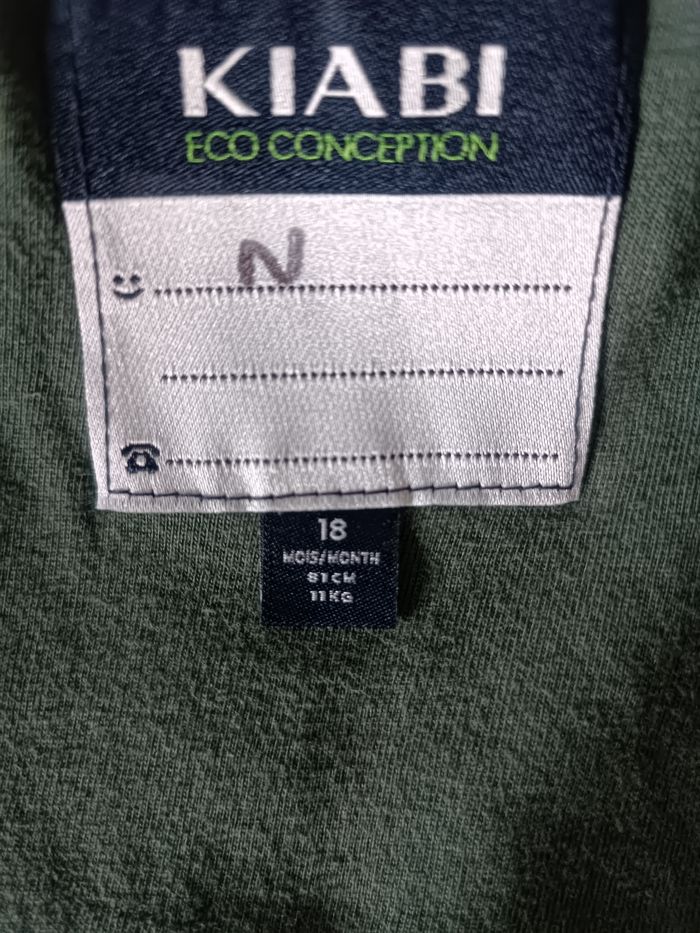 KIABI
ECO CONCEPTION
N
18
MOIS/MONTH
81CM
11KG